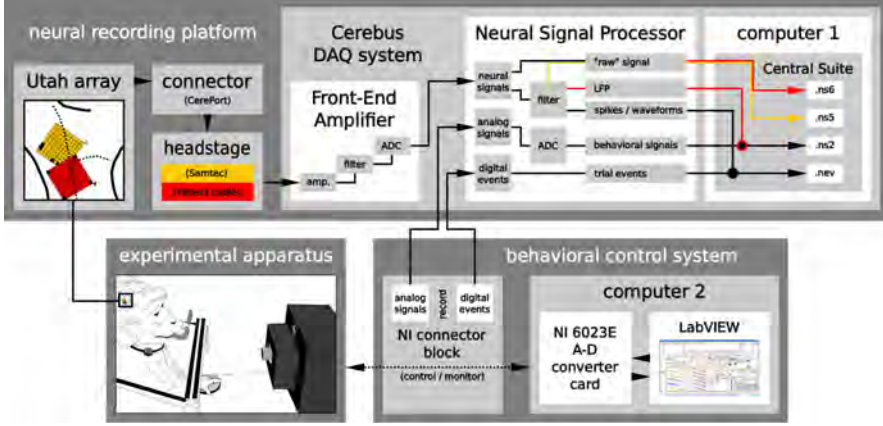 neural recording platform
Utah array
connector
(CerePort)
headstage
(Samtac)
(Patient cable)
Cerebus
DAQ system
Front-End
Amplifier
amp.
filter
ADC
Neural Signal Processor
neural
signals
analog
signals
digital
events
filter
ADC
"raw" signal
LFP
spikes / waveforms
behavioral signals
trial events
computer 1
Central Suite
.ns6
.ns5
.ns2
.nev
experimental apparatus
behavioral control system
analog
signals
record
digital
events
NI connector
block
(control / monitor)
computer 2
NI 6023E
A-D
converter
card
LabVIEW